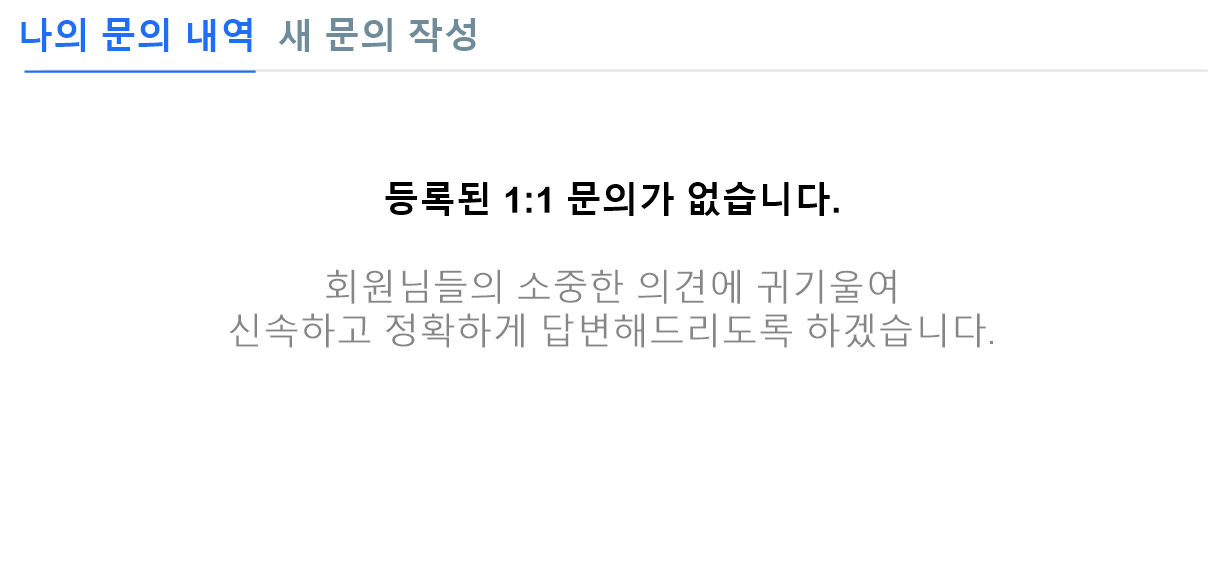 나의 문의 내역 새 문의 작성
등록된 1:1 문의가 없습니다.
회원님들의 소중한 의견에 귀기울여
신속하고 정확하게 답변해드리도록 하겠습니다.